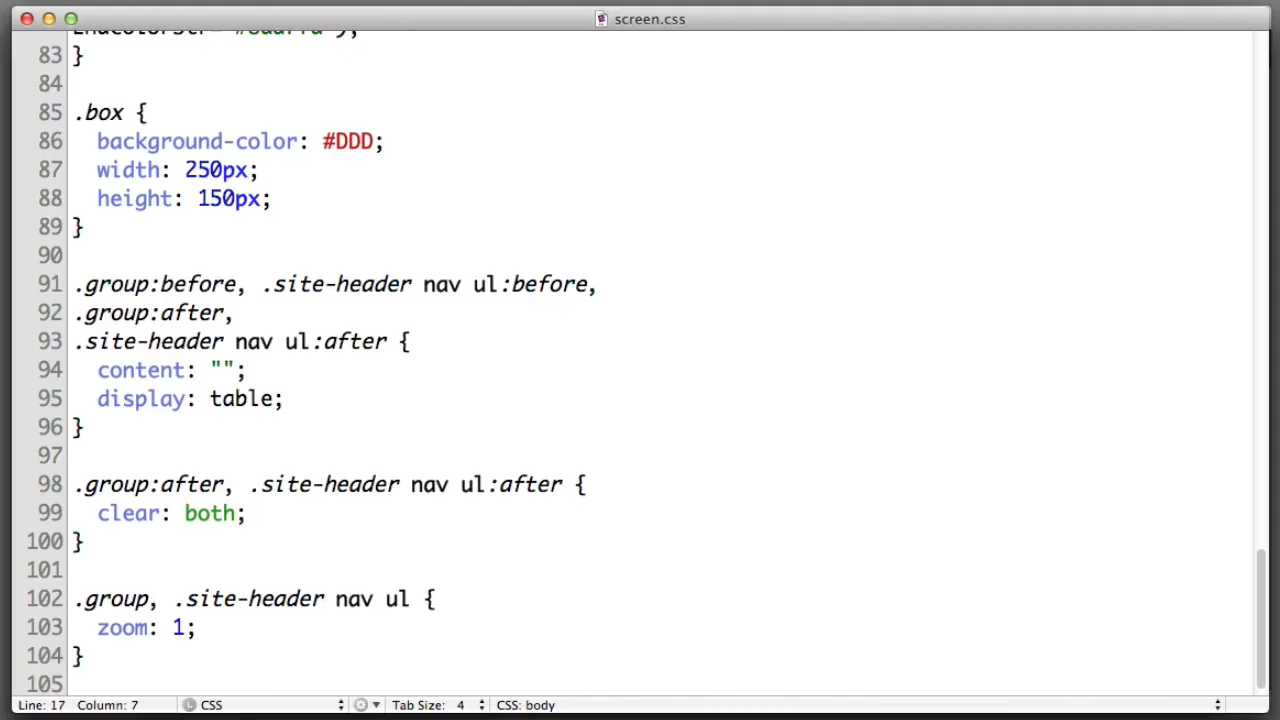 screen.css
83 }
84
85 .box {
86 background-color: #DDD;
87 width: 250px;
88 height: 150px;
89 }
90
91 .group:before, .site-header nav ul:before,
92 .group:after,
93 .site-header nav ul:after {
94 content: "";
95 display: table;
96 }
97
98 .group:after, .site-header nav ul:after {
99 clear: both;
100 }
101
102 .group, .site-header nav ul {
103 zoom: 1;
104 }
105
Line: 17 Column: 7 CSS Tab Size: 4 CSS: body